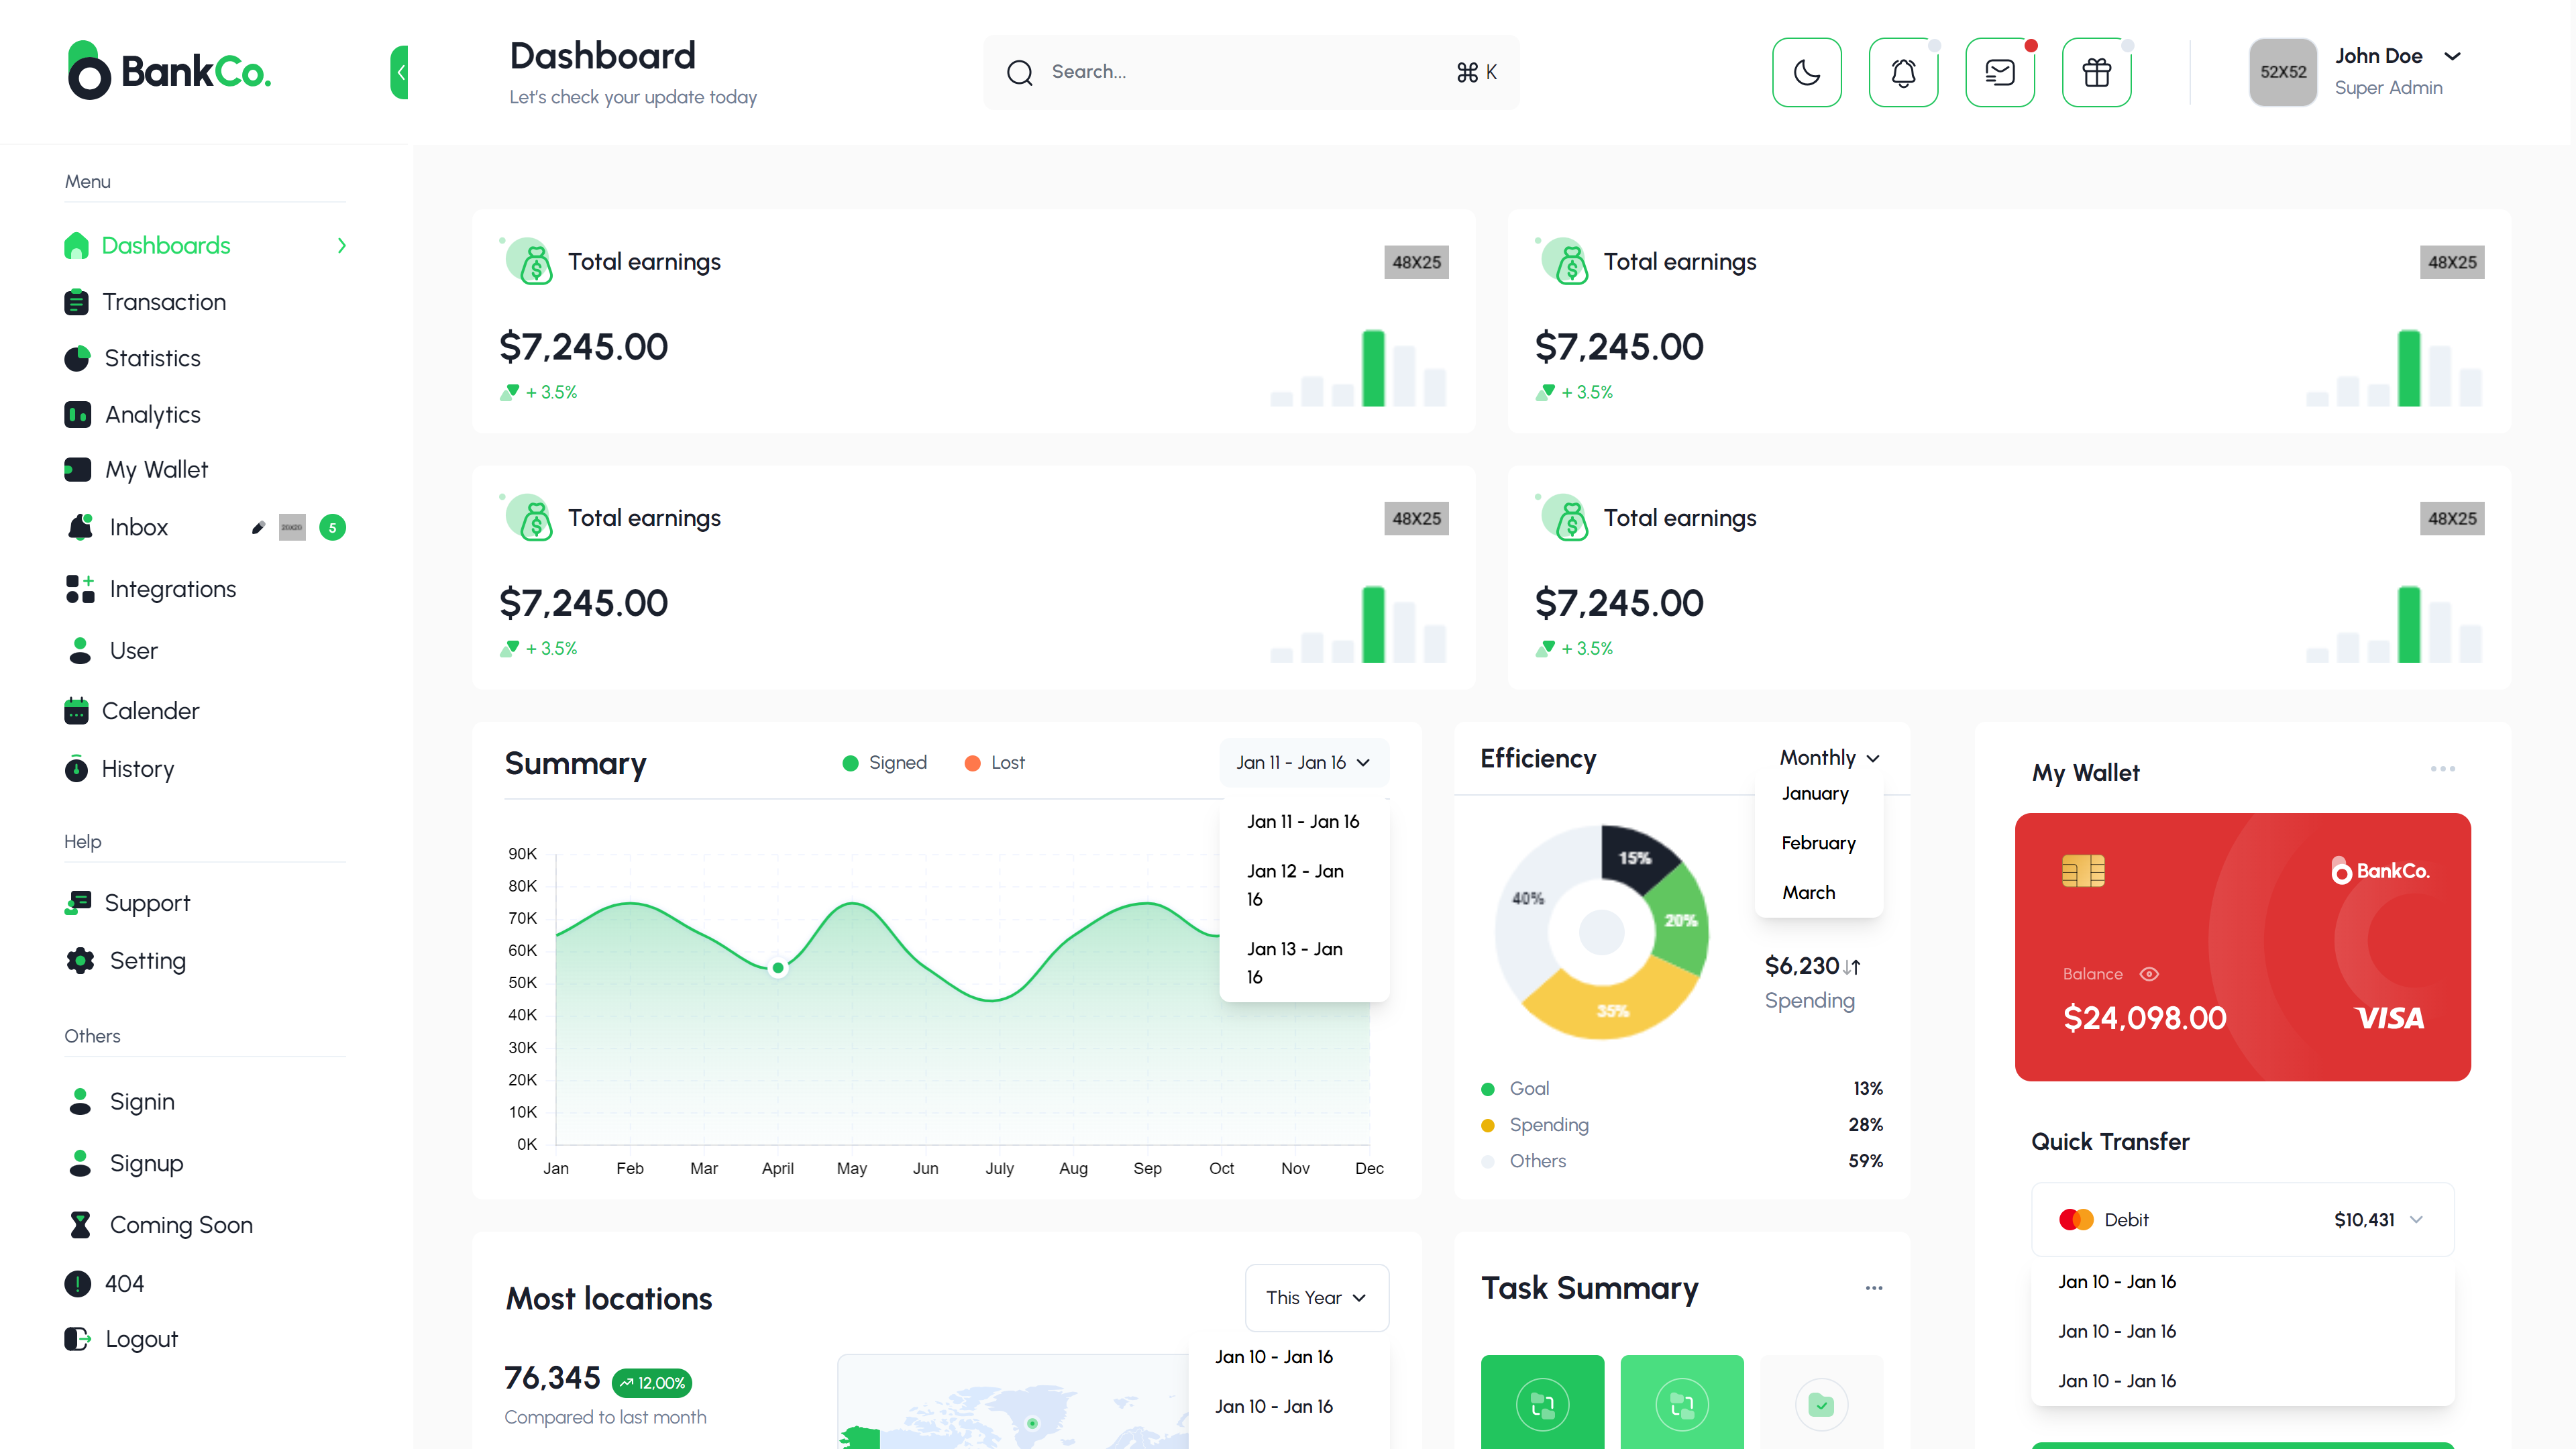 BankCo.
Dashboard
Let's check your update today
Search...
⌘ K
52X52
John Doe
Super Admin
Menu
Dashboards
Transaction
Statistics
Analytics
My Wallet
Inbox
20X20
5
Integrations
User
Calender
History
Help
Support
Setting
Others
Signin
Signup
Coming Soon
404
Logout
Total earnings
48X25
$7,245.00
+ 3.5%
Total earnings
48X25
$7,245.00
+ 3.5%
Total earnings
48X25
$7,245.00
+ 3.5%
Total earnings
48X25
$7,245.00
+ 3.5%
Summary
Signed
Lost
Jan 11 - Jan 16
Jan 11 - Jan 16
Jan 12 - Jan
16
Jan 13 - Jan
16
90K
80K
70K
60K
50K
40K
30K
20K
10K
0K
Jan
Feb
Mar
April
May
Jun
July
Aug
Sep
Oct
Nov
Dec
Efficiency
Monthly
January
February
March
15%
20%
35%
40%
$6,230
Spending
Goal
13%
Spending
28%
Others
59%
My Wallet
BankCo.
Balance
$24,098.00
VISA
Quick Transfer
Debit
$10,431
Jan 10 - Jan 16
Jan 10 - Jan 16
Jan 10 - Jan 16
Most locations
This Year
Jan 10 - Jan 16
Jan 10 - Jan 16
76,345
12,00%
Compared to last month
Task Summary